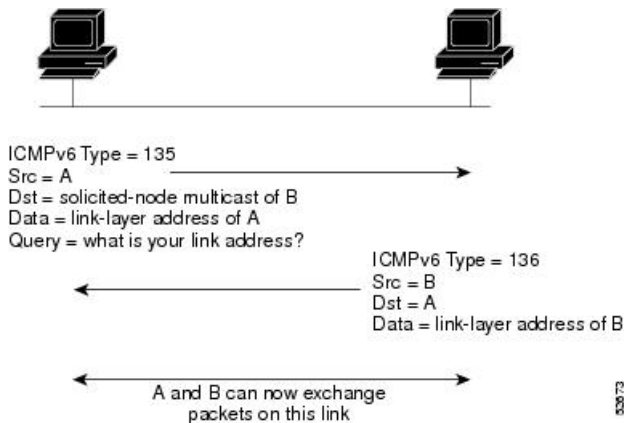 ICMPv6 Type = 135
Src = A
Dst = solicited-node multicast of B
Data = link-layer address of A
Query = what is your link address?
ICMPv6 Type = 136
Src = B
Dst = A
Data = link-layer address of B
A and B can now exchange
packets on this link
52673